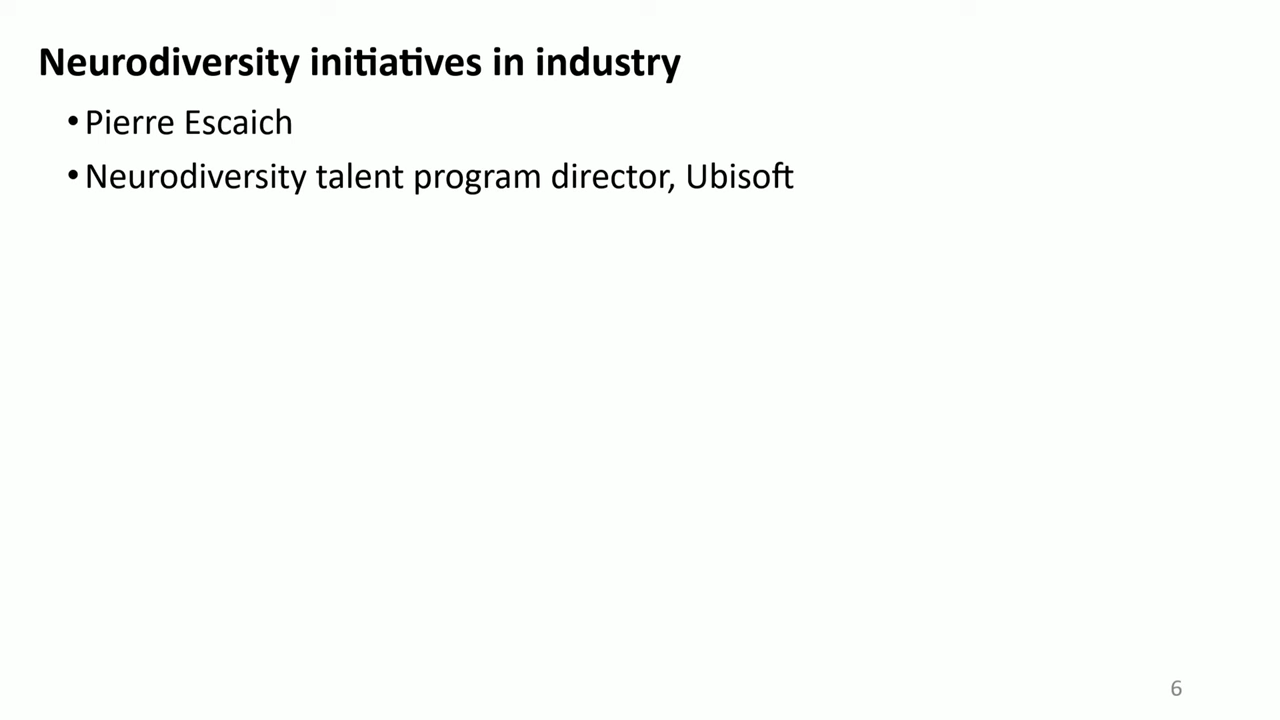 Neurodiversity initiatives in industry
• Pierre Escaich
• Neurodiversity talent program director, Ubisoft
6